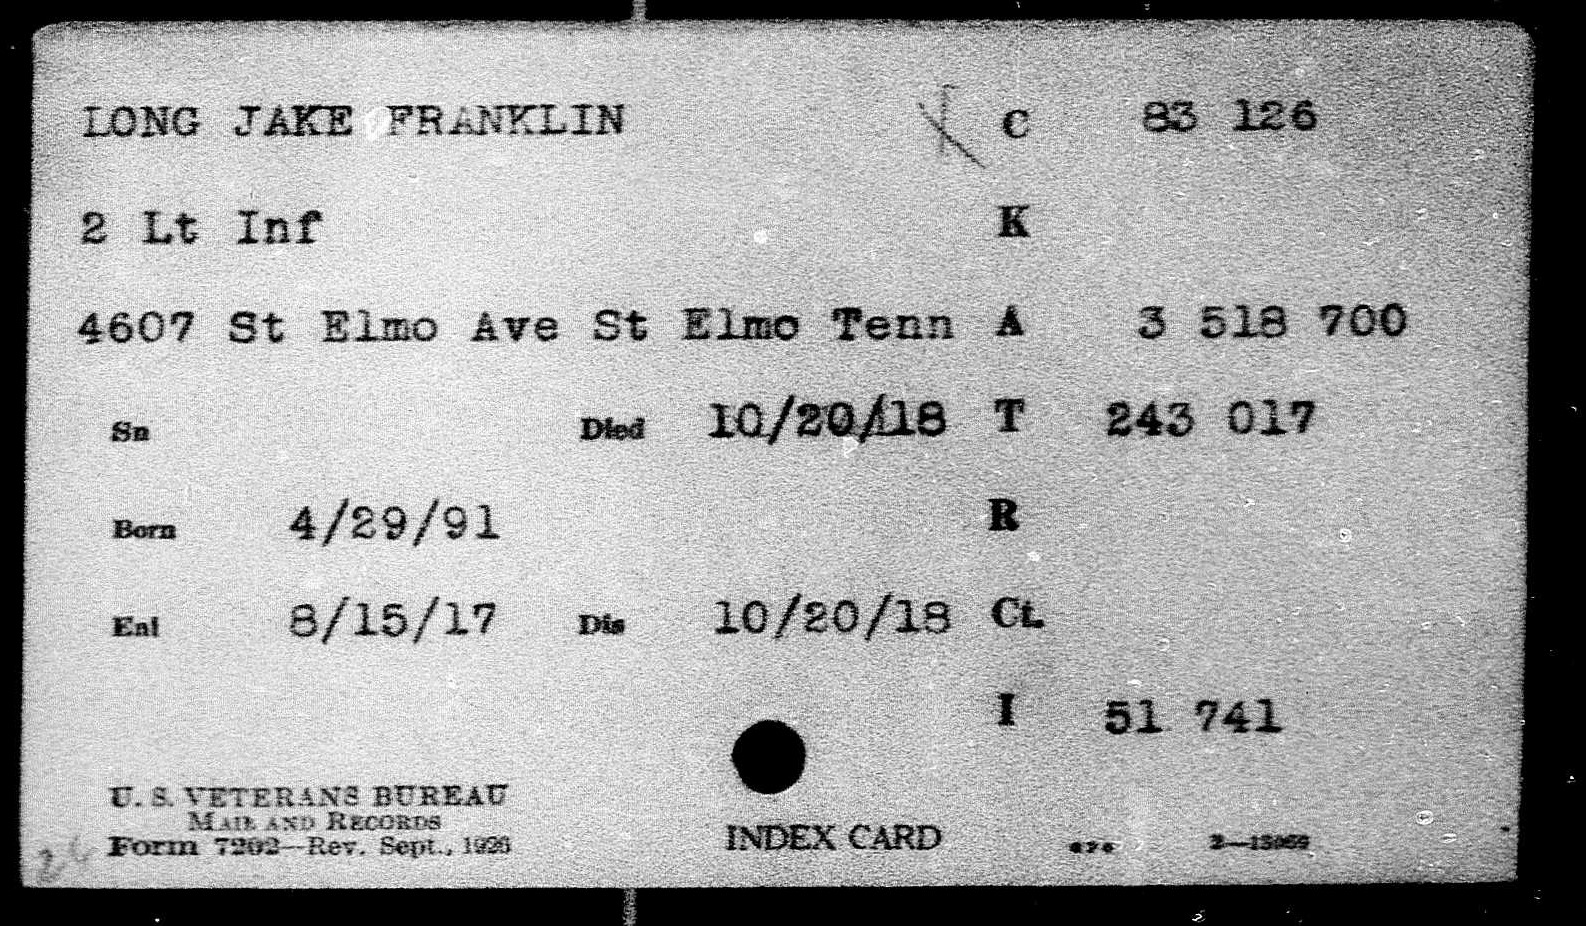 LONG JAKE FRANKLIN C 83 126
2 Lt Inf K
4607 St Elmo Ave St Elmo Tenn A 3 518 700
Sn Died 10/20/18 T 243 017
Born 4/29/91 R
Enl 8/15/17 Dis 10/20/18 Ct.
I 51 741
U. S. VETERANS BUREAU
MAIL AND RECORDS
Form 7202—Rev. Sept., 1926
INDEX CARD